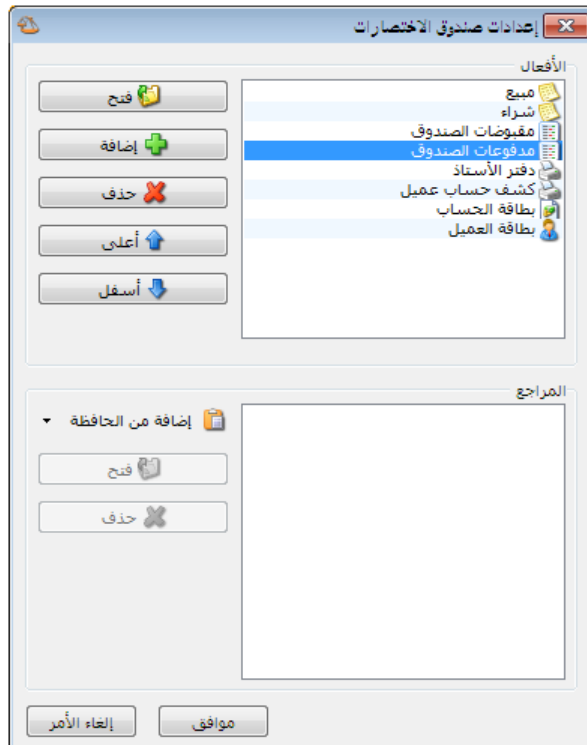 إعدادات صندوق الاختصارات
الأفعال
مبيع
شراء
مقبوضات الصندوق
مدفوعات الصندوق
دفتر الأستاذ
كشف حساب عميل
بطاقة الحساب
بطاقة العميل
فتح
إضافة
حذف
أعلى
أسفل
المراجع
إضافة من الحافظة
فتح
حذف
موافق
إلغاء الأمر